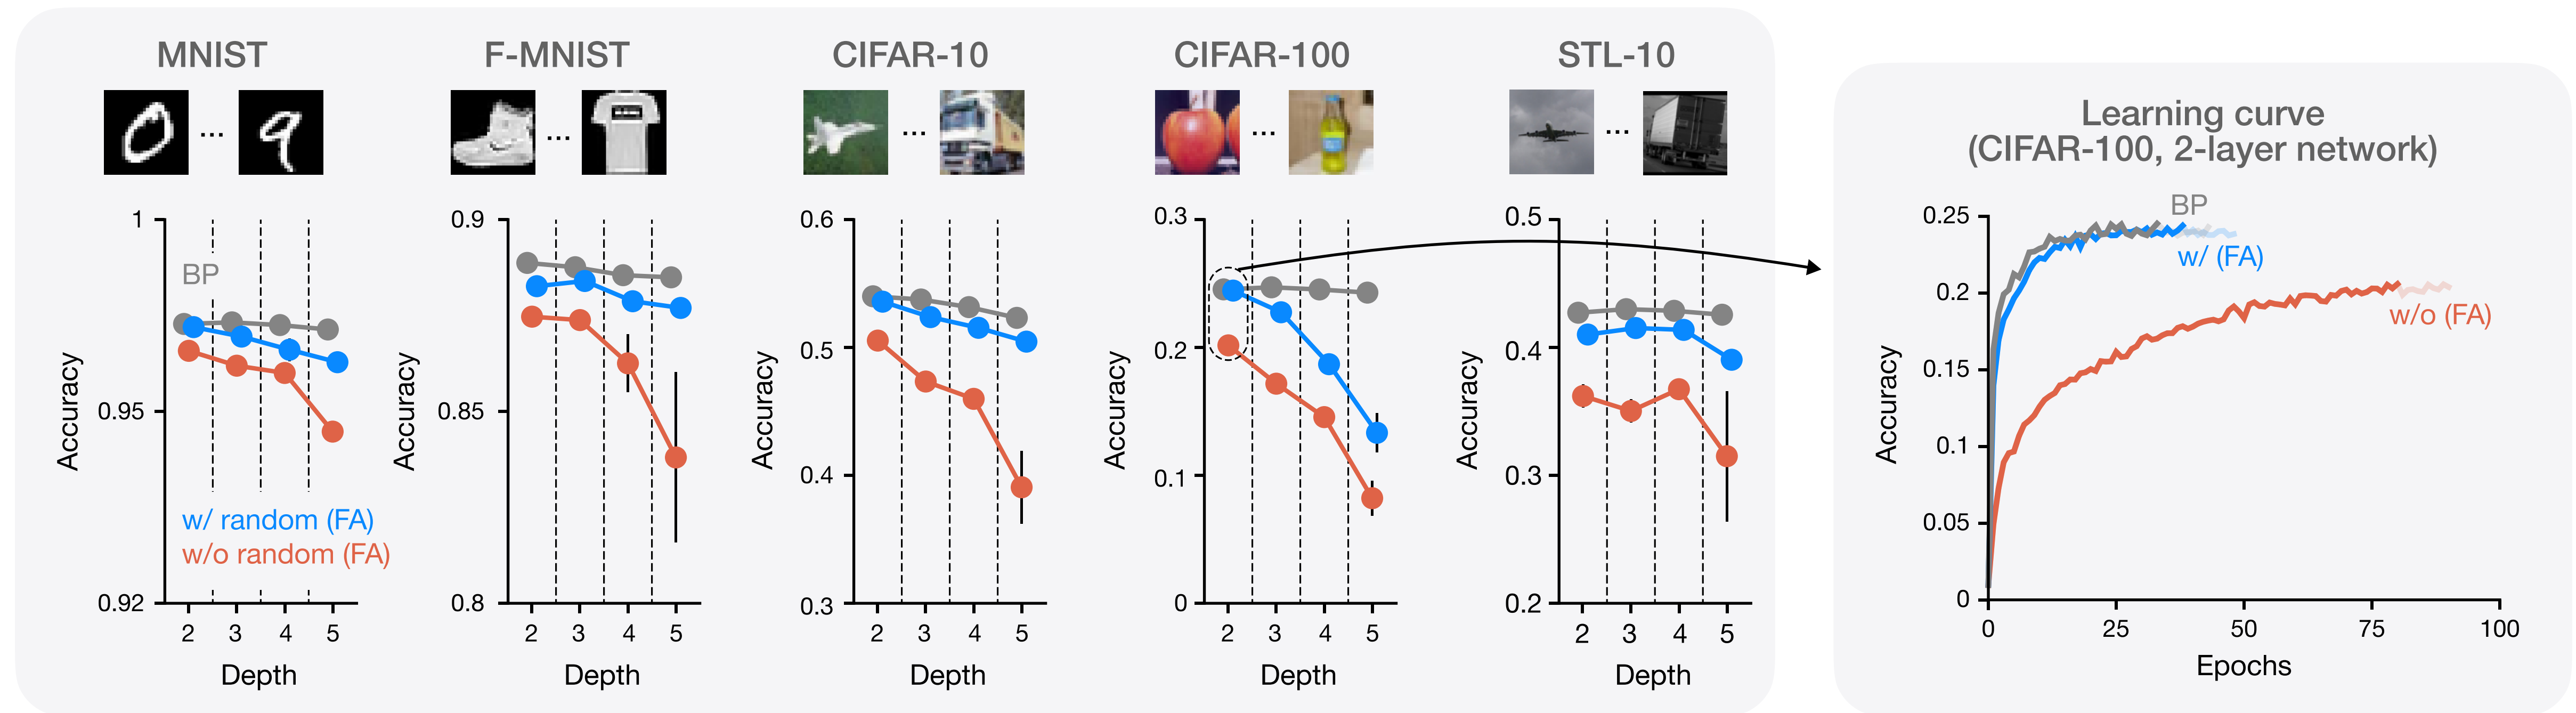 MNIST
...
1
0.95
0.92
Accuracy
BP
w/ random (FA)
w/o random (FA)
2 3 4 5
Depth
F-MNIST
...
0.9
0.85
0.8
Accuracy
2 3 4 5
Depth
CIFAR-10
...
0.6
0.5
0.4
0.3
Accuracy
2 3 4 5
Depth
CIFAR-100
...
0.3
0.2
0.1
0
Accuracy
2 3 4 5
Depth
STL-10
...
0.5
0.4
0.3
0.2
Accuracy
2 3 4 5
Depth
Learning curve
(CIFAR-100, 2-layer network)
0.25
0.2
0.15
0.1
0.05
0
Accuracy
BP
w/ (FA)
w/o (FA)
0 25 50 75 100
Epochs